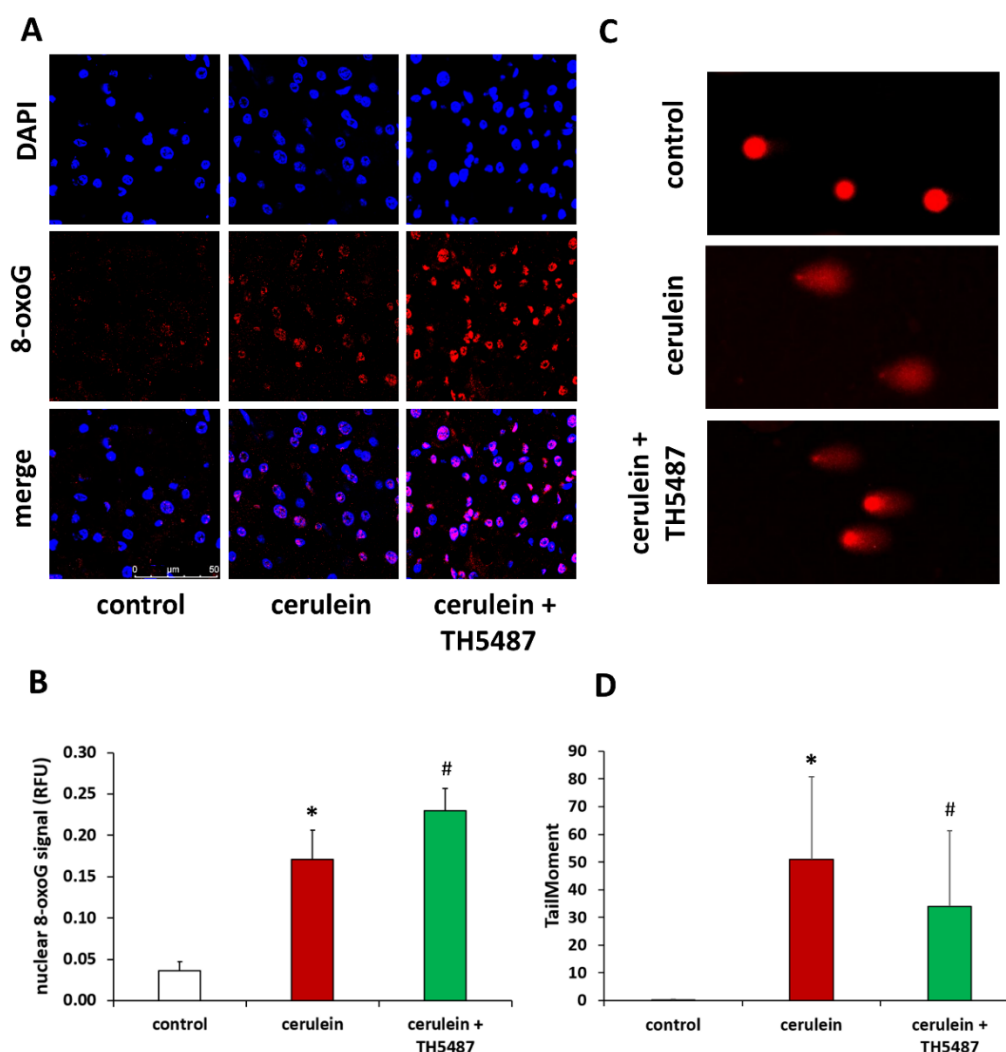 A
DAPI
8-oxoG
merge
0 µm 50
control
cerulein
cerulein +
TH5487
C
control
cerulein
cerulein +
TH5487
B
nuclear 8-oxoG signal (RFU)
0.30
0.25
0.20
0.15
0.10
0.05
0.00
*
#
control
cerulein
cerulein +
TH5487
D
TailMoment
90
80
70
60
50
40
30
20
10
0
*
#
control
cerulein
cerulein +
TH5487